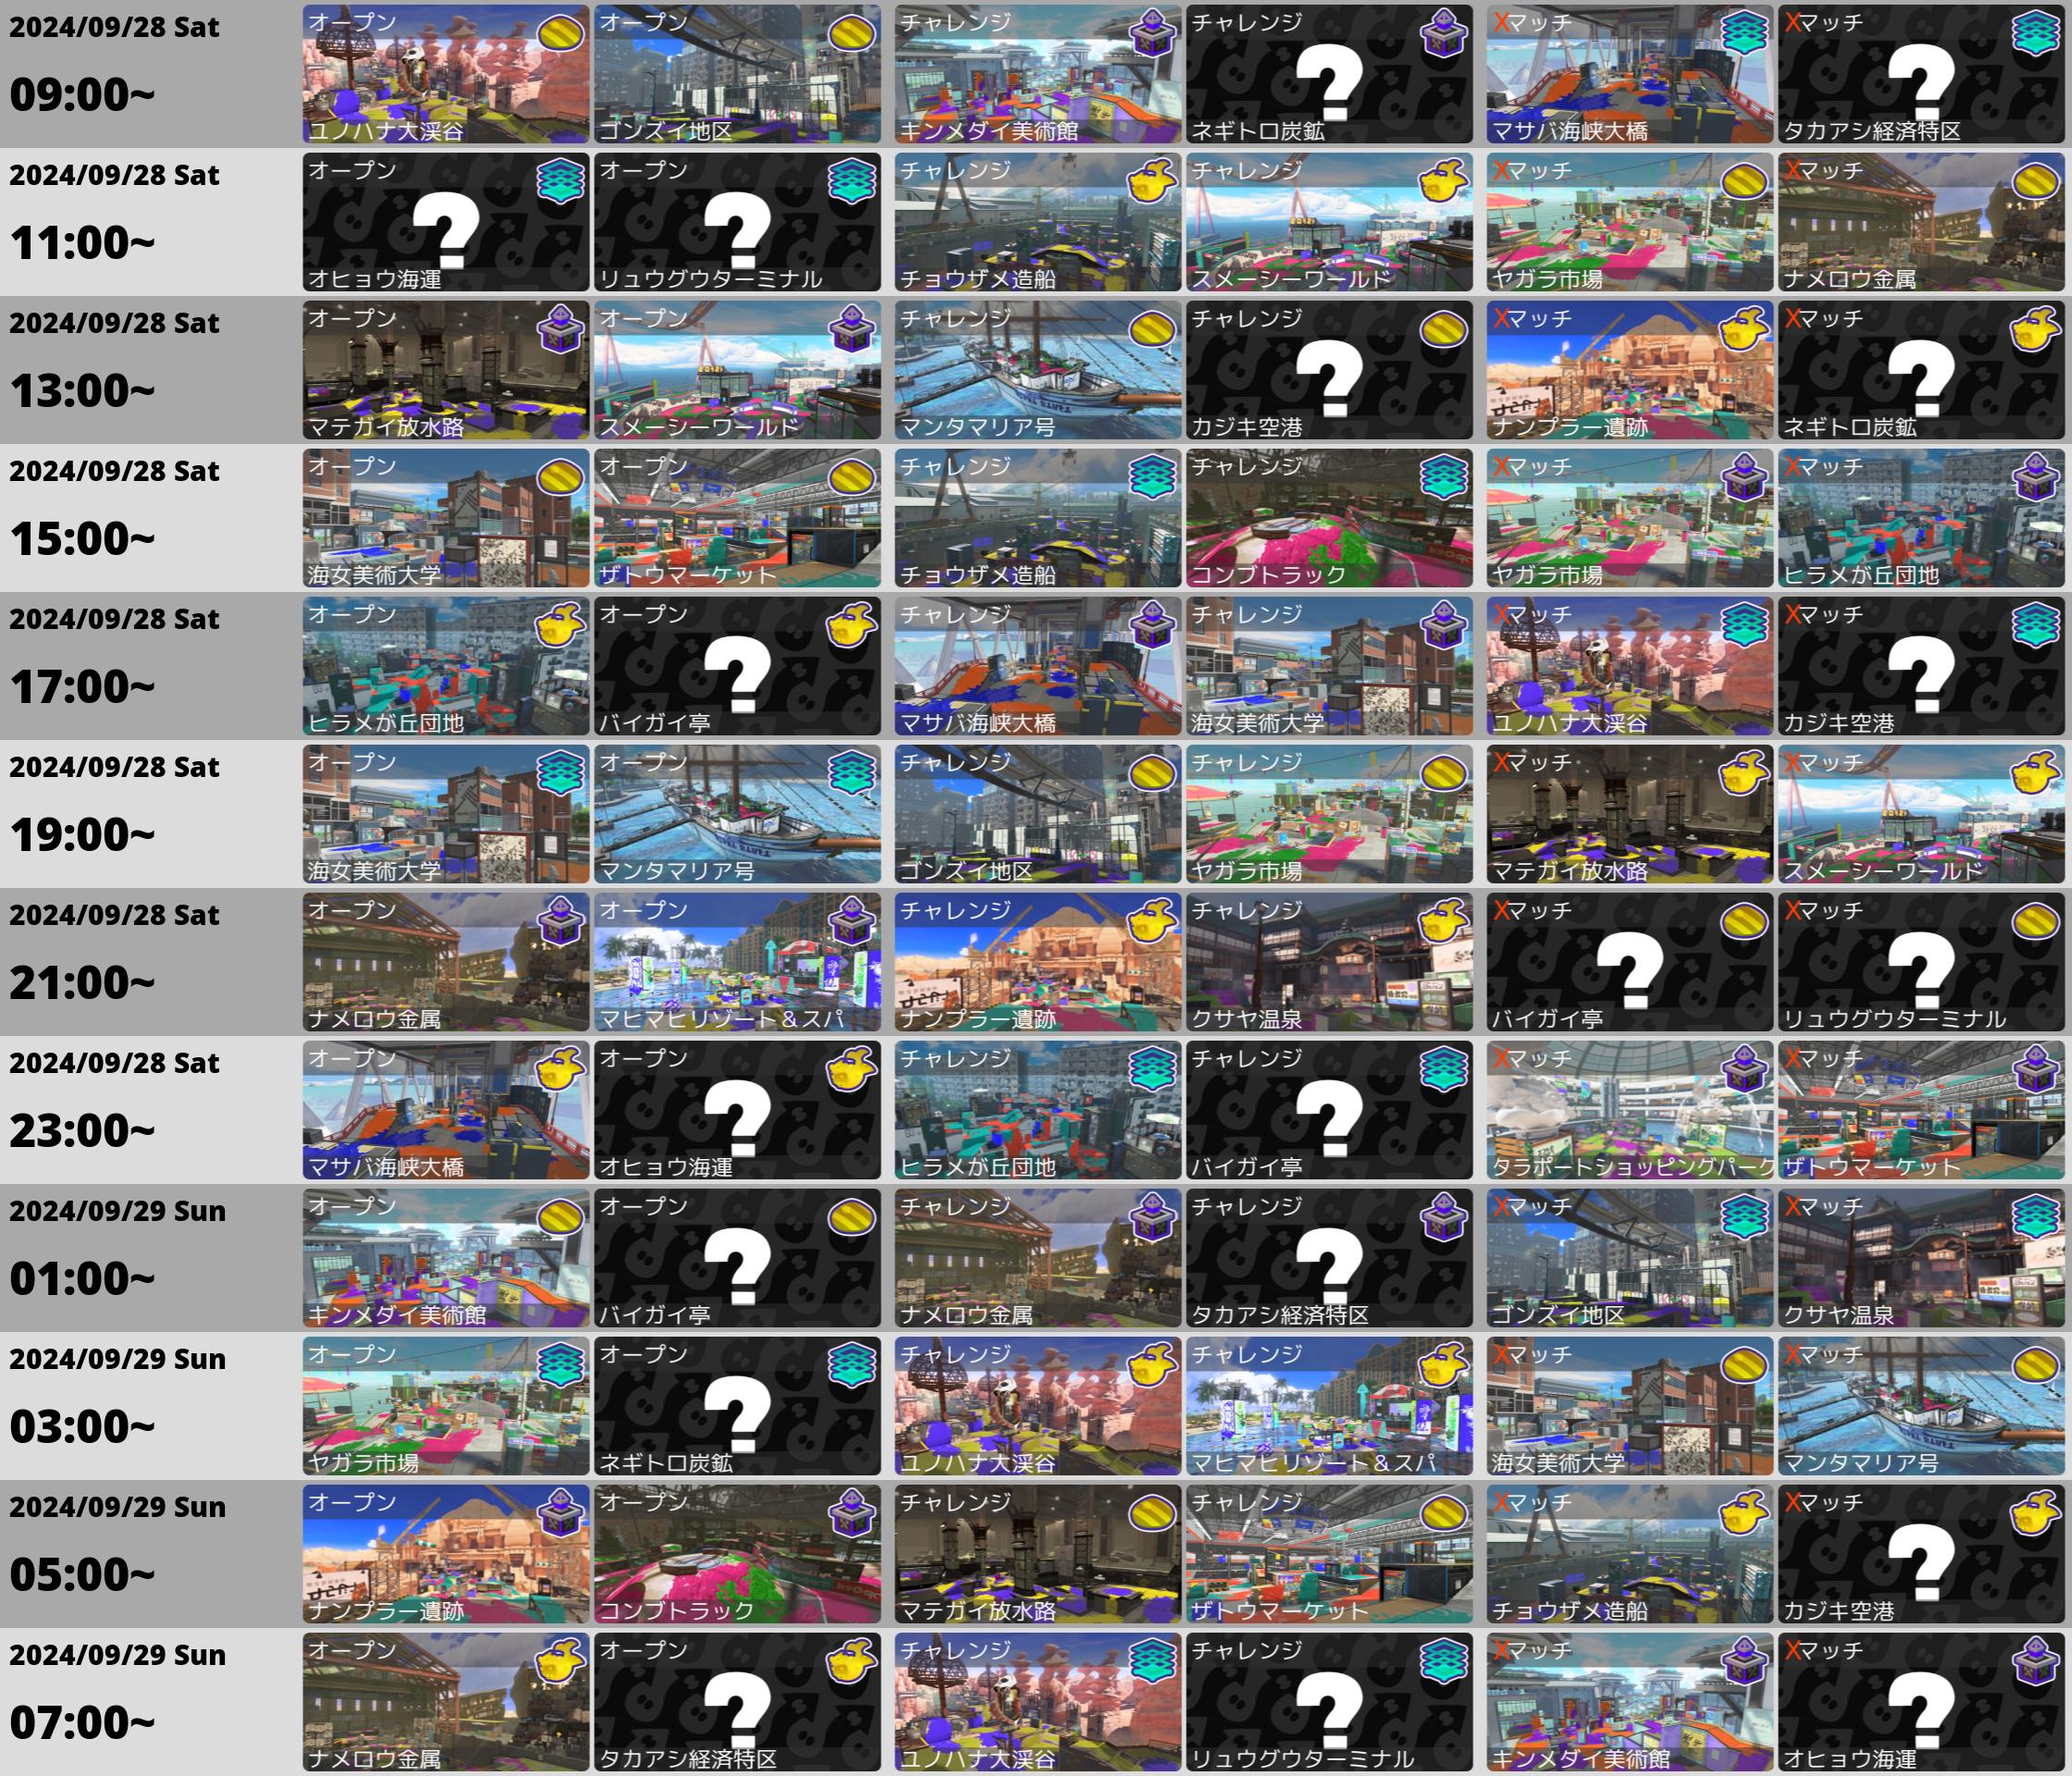 2024/09/28 Sat
09:00~
オープン
ユノハナ大渓谷
オープン
ゴンズイ地区
チャレンジ
キンメダイ美術館
チャレンジ
ネギトロ炭鉱
Xマッチ
マサバ海峡大橋
Xマッチ
タカアシ経済特区
2024/09/28 Sat
11:00~
オープン
オヒョウ海運
オープン
リュウグウターミナル
チャレンジ
チョウザメ造船
チャレンジ
スメーシーワールド
Xマッチ
ヤガラ市場
Xマッチ
ナメロウ金属
2024/09/28 Sat
13:00~
オープン
マテガイ放水路
オープン
スメーシーワールド
チャレンジ
マンタマリア号
チャレンジ
カジキ空港
Xマッチ
ナンプラー遺跡
Xマッチ
ネギトロ炭鉱
2024/09/28 Sat
15:00~
オープン
海女美術大学
オープン
ザトウマーケット
チャレンジ
チョウザメ造船
チャレンジ
コンブトラック
Xマッチ
ヤガラ市場
Xマッチ
ヒラメが丘団地
2024/09/28 Sat
17:00~
オープン
ヒラメが丘団地
オープン
バイガイ亭
チャレンジ
マサバ海峡大橋
チャレンジ
海女美術大学
Xマッチ
ユノハナ大渓谷
Xマッチ
カジキ空港
2024/09/28 Sat
19:00~
オープン
海女美術大学
オープン
マンタマリア号
チャレンジ
ゴンズイ地区
チャレンジ
ヤガラ市場
Xマッチ
マテガイ放水路
Xマッチ
スメーシーワールド
2024/09/28 Sat
21:00~
オープン
ナメロウ金属
オープン
マヒマヒリゾート＆スパ
チャレンジ
ナンプラー遺跡
チャレンジ
クサヤ温泉
Xマッチ
バイガイ亭
Xマッチ
リュウグウターミナル
2024/09/28 Sat
23:00~
オープン
マサバ海峡大橋
オープン
オヒョウ海運
チャレンジ
ヒラメが丘団地
チャレンジ
バイガイ亭
Xマッチ
タラポートショッピングパーク
Xマッチ
ザトウマーケット
2024/09/29 Sun
01:00~
オープン
キンメダイ美術館
オープン
バイガイ亭
チャレンジ
ナメロウ金属
チャレンジ
タカアシ経済特区
Xマッチ
ゴンズイ地区
Xマッチ
クサヤ温泉
2024/09/29 Sun
03:00~
オープン
ヤガラ市場
オープン
ネギトロ炭鉱
チャレンジ
ユノハナ大渓谷
チャレンジ
マヒマヒリゾート＆スパ
Xマッチ
海女美術大学
Xマッチ
マンタマリア号
2024/09/29 Sun
05:00~
オープン
ナンプラー遺跡
オープン
コンブトラック
チャレンジ
マテガイ放水路
チャレンジ
ザトウマーケット
Xマッチ
チョウザメ造船
Xマッチ
カジキ空港
2024/09/29 Sun
07:00~
オープン
ナメロウ金属
オープン
タカアシ経済特区
チャレンジ
ユノハナ大渓谷
チャレンジ
リュウグウターミナル
Xマッチ
キンメダイ美術館
Xマッチ
オヒョウ海運